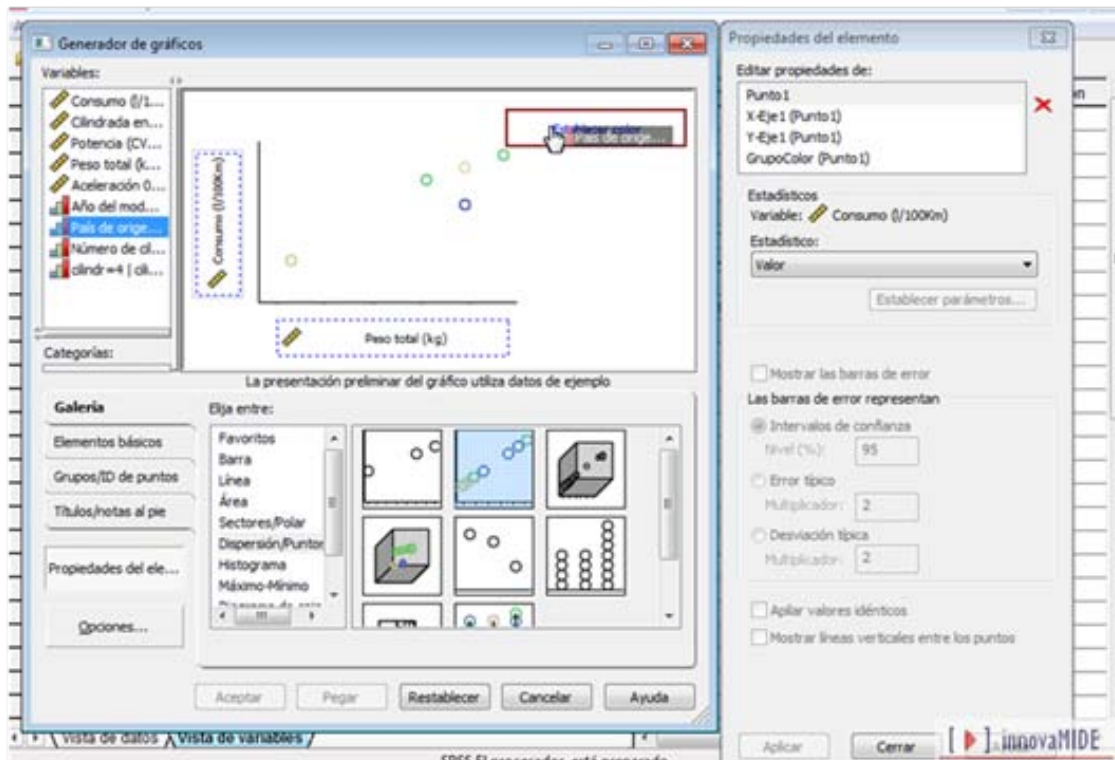 Generador de gráficos
Variables:
Consumo (l/1...
Cilindrada en...
Potencia (CV...
Peso total (k...
Aceleración 0...
Año del mod...
País de orige...
Número de cil...
cilindr=4 | cili...
Categorías:
Consumo (l/100Km)
Establecer color
País de orige...
Peso total (kg)
La presentación preliminar del gráfico utiliza datos de ejemplo
Galería
Elementos básicos
Grupos/ID de puntos
Títulos/notas al pie
Propiedades del ele...
Opciones...
Elija entre:
Favoritos
Barra
Línea
Área
Sectores/Polar
Dispersión/Puntos
Histograma
Máximo-Mínimo
Aceptar
Pegar
Restablecer
Cancelar
Ayuda
Propiedades del elemento
Editar propiedades de:
Punto1
X-Eje1 (Punto1)
Y-Eje1 (Punto1)
GrupoColor (Punto1)
Estadísticos
Variable: Consumo (l/100Km)
Estadístico:
Valor
Establecer parámetros...
Mostrar las barras de error
Las barras de error representan
Intervalos de confianza
Nivel (%): 95
Error típico
Multiplicador: 2
Desviación típica
Multiplicador: 2
Apilar valores idénticos
Mostrar líneas verticales entre los puntos
Aplicar
Cerrar
innovaMIDE
Vista de datos
Vista de variables